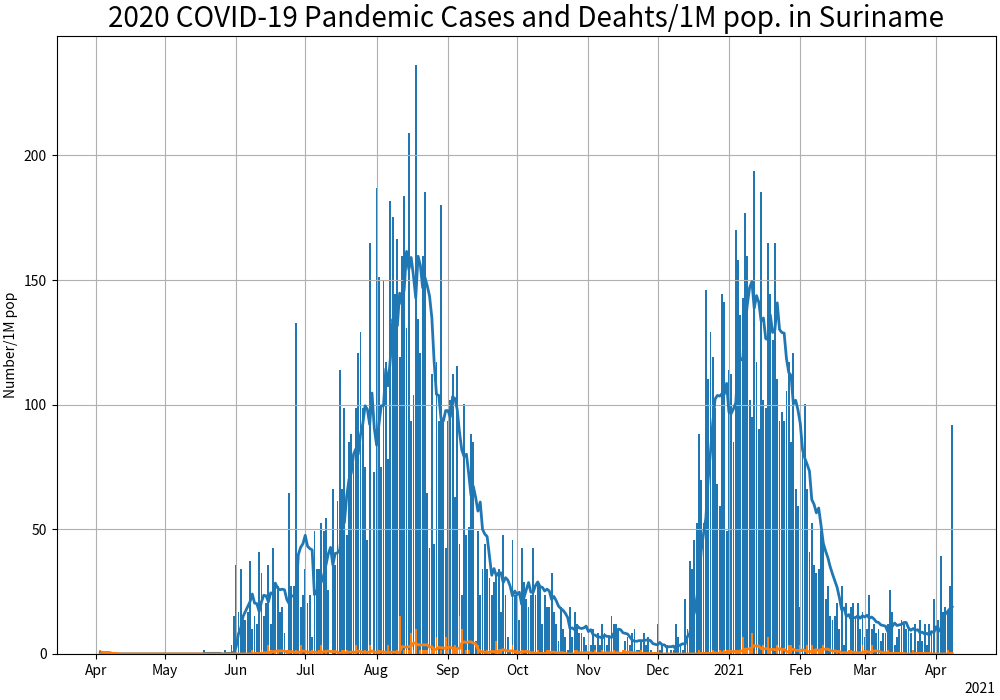 2020 COVID-19 Pandemic Cases and Deahts/1M pop. in Suriname
Number/1M pop
200
150
100
50
0
Apr May Jun Jul Aug Sep Oct Nov Dec 2021 Feb Mar Apr
2021